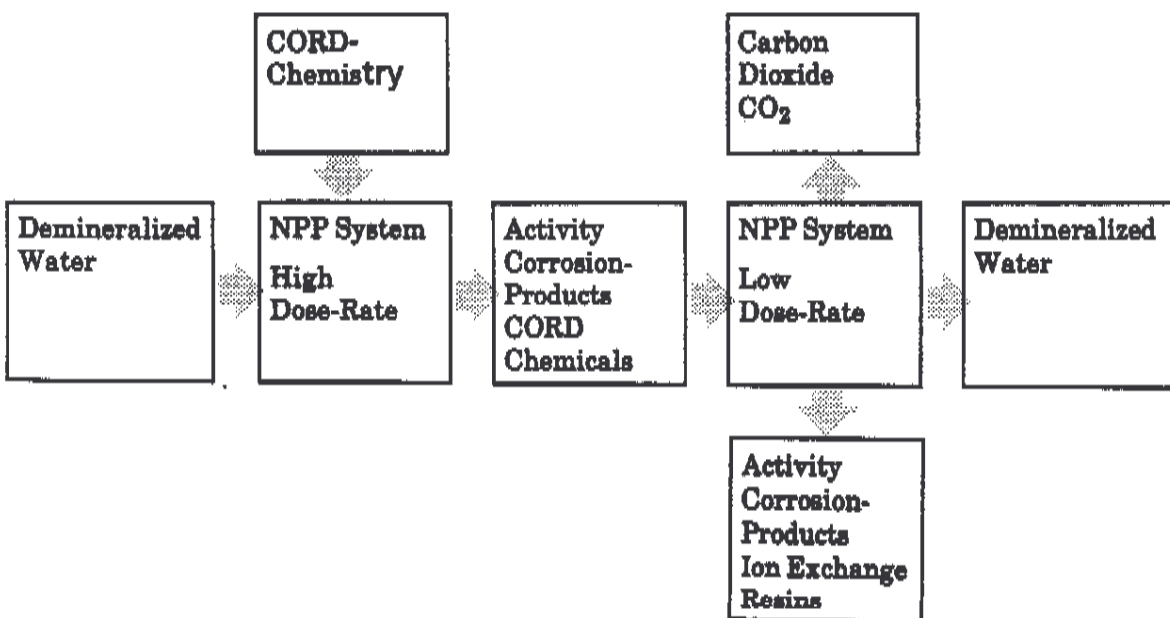 CORD-
Chemistry
Carbon
Dioxide
CO₂
Demineralized
Water
NPP System
High
Dose-Rate
Activity
Corrosion-
Products
CORD
Chemicals
NPP System
Low
Dose-Rate
Demineralized
Water
Activity
Corrosion-
Products
Ion Exchange
Resins